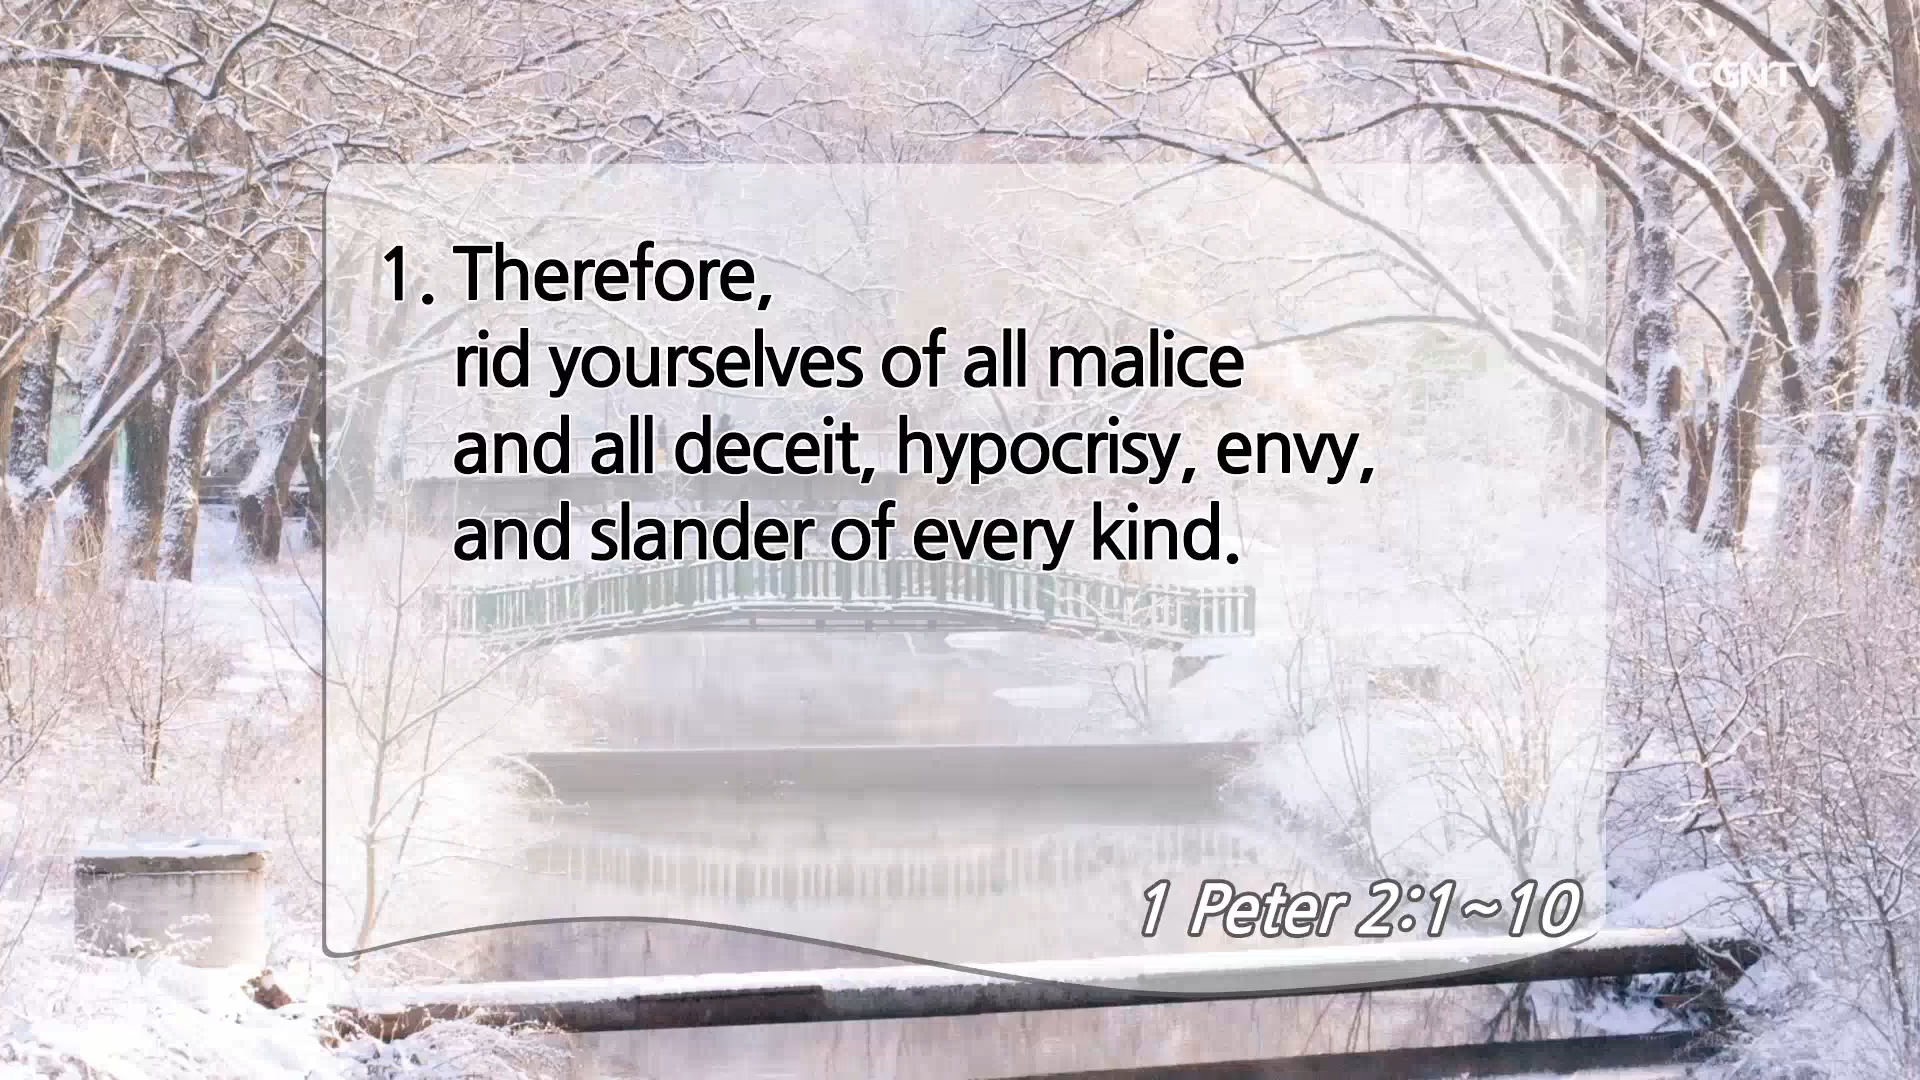 CGNTV
1. Therefore,
rid yourselves of all malice
and all deceit, hypocrisy, envy,
and slander of every kind.
1 Peter 2:1~10